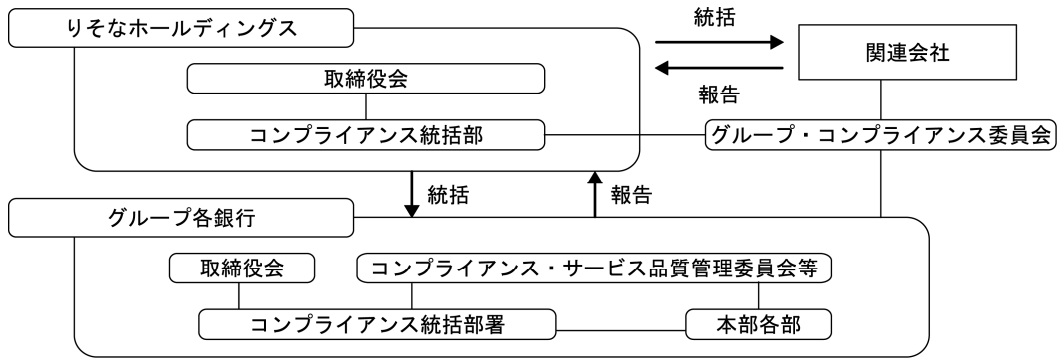 りそなホールディングス
統括
関連会社
取締役会
報告
コンプライアンス統括部
グループ・コンプライアンス委員会
統括
報告
グループ各銀行
取締役会
コンプライアンス・サービス品質管理委員会等
コンプライアンス統括部署
本部各部